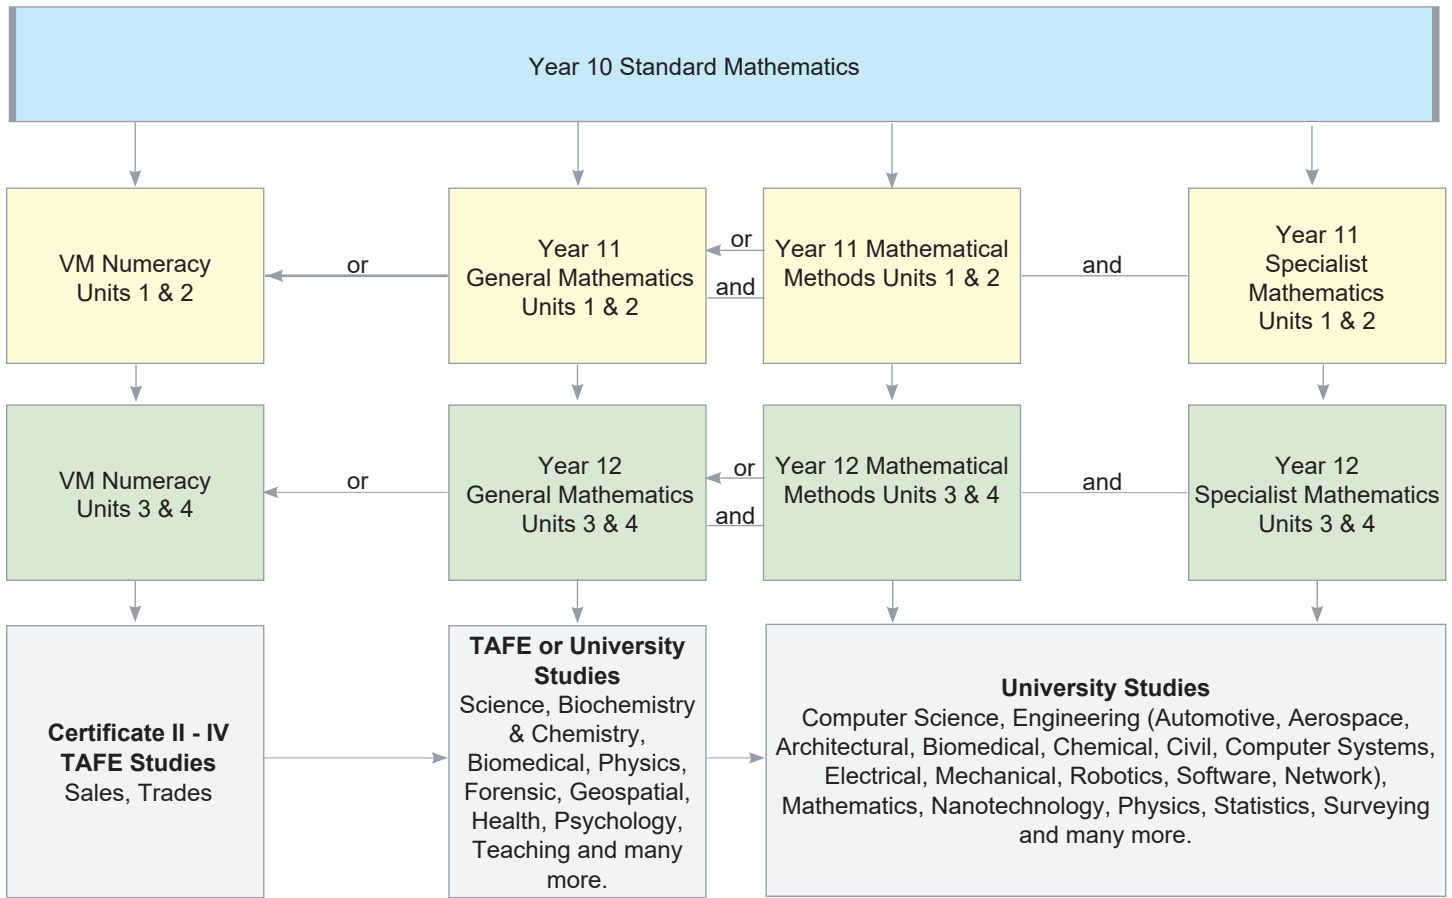 Year 10 Standard Mathematics
VM Numeracy
Units 1 & 2
or
Year 11
General Mathematics
Units 1 & 2
or
and
Year 11 Mathematical
Methods Units 1 & 2
and
Year 11
Specialist
Mathematics
Units 1 & 2
VM Numeracy
Units 3 & 4
or
Year 12
General Mathematics
Units 3 & 4
or
and
Year 12 Mathematical
Methods Units 3 & 4
and
Year 12
Specialist Mathematics
Units 3 & 4
Certificate II - IV
TAFE Studies
Sales, Trades
TAFE or University
Studies
Science, Biochemistry
& Chemistry,
Biomedical, Physics,
Forensic, Geospatial,
Health, Psychology,
Teaching and many
more.
University Studies
Computer Science, Engineering (Automotive, Aerospace,
Architectural, Biomedical, Chemical, Civil, Computer Systems,
Electrical, Mechanical, Robotics, Software, Network),
Mathematics, Nanotechnology, Physics, Statistics, Surveying
and many more.